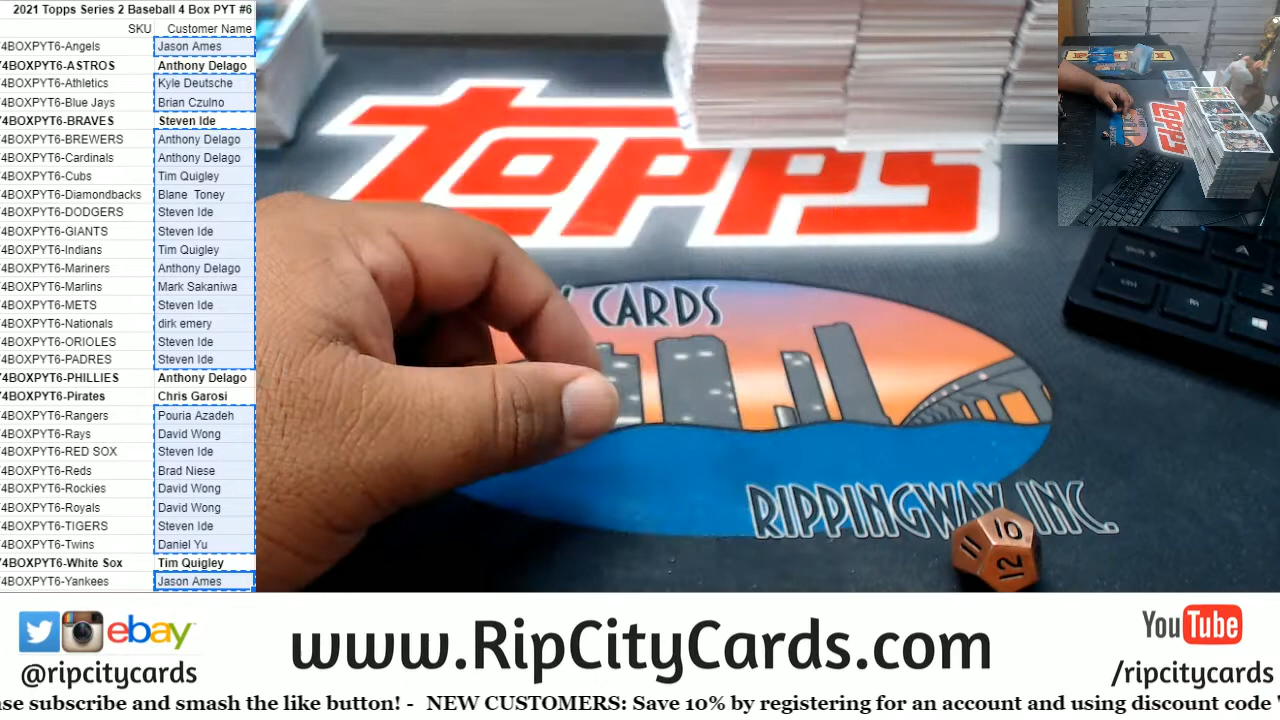 2021 Topps Series 2 Baseball 4 Box PYT #6
SKU Customer Name
4BOXPYT6-Angels Jason Ames
4BOXPYT6-ASTROS Anthony Delago
4BOXPYT6-Athletics Kyle Deutsche
4BOXPYT6-Blue Jays Brian Czulno
4BOXPYT6-BRAVES Steven Ide
4BOXPYT6-BREWERS Anthony Delago
4BOXPYT6-Cardinals Anthony Delago
4BOXPYT6-Cubs Tim Quigley
4BOXPYT6-Diamondbacks Blane Toney
4BOXPYT6-DODGERS Steven Ide
4BOXPYT6-GIANTS Steven Ide
4BOXPYT6-Indians Tim Quigley
4BOXPYT6-Mariners Anthony Delago
4BOXPYT6-Marlins Mark Sakaniwa
4BOXPYT6-METS Steven Ide
4BOXPYT6-Nationals dirk emery
4BOXPYT6-ORIOLES Steven Ide
4BOXPYT6-PADRES Steven Ide
4BOXPYT6-PHILLIES Anthony Delago
4BOXPYT6-Pirates Chris Garosi
4BOXPYT6-Rangers Pouria Azadeh
4BOXPYT6-Rays David Wong
4BOXPYT6-RED SOX Steven Ide
4BOXPYT6-Reds Brad Niese
4BOXPYT6-Rockies David Wong
4BOXPYT6-Royals David Wong
4BOXPYT6-TIGERS Steven Ide
4BOXPYT6-Twins Daniel Yu
4BOXPYT6-White Sox Tim Quigley
4BOXPYT6-Yankees Jason Ames
Topps
CARDS
RIPPINGWAY INC.
11 10
12
Topps
Ctrl Fn A Z
ebay
@ripcitycards
www.RipCityCards.com
YouTube
/ripcitycards
se subscribe and smash the like button! - NEW CUSTOMERS: Save 10% by registering for an account and using discount code '